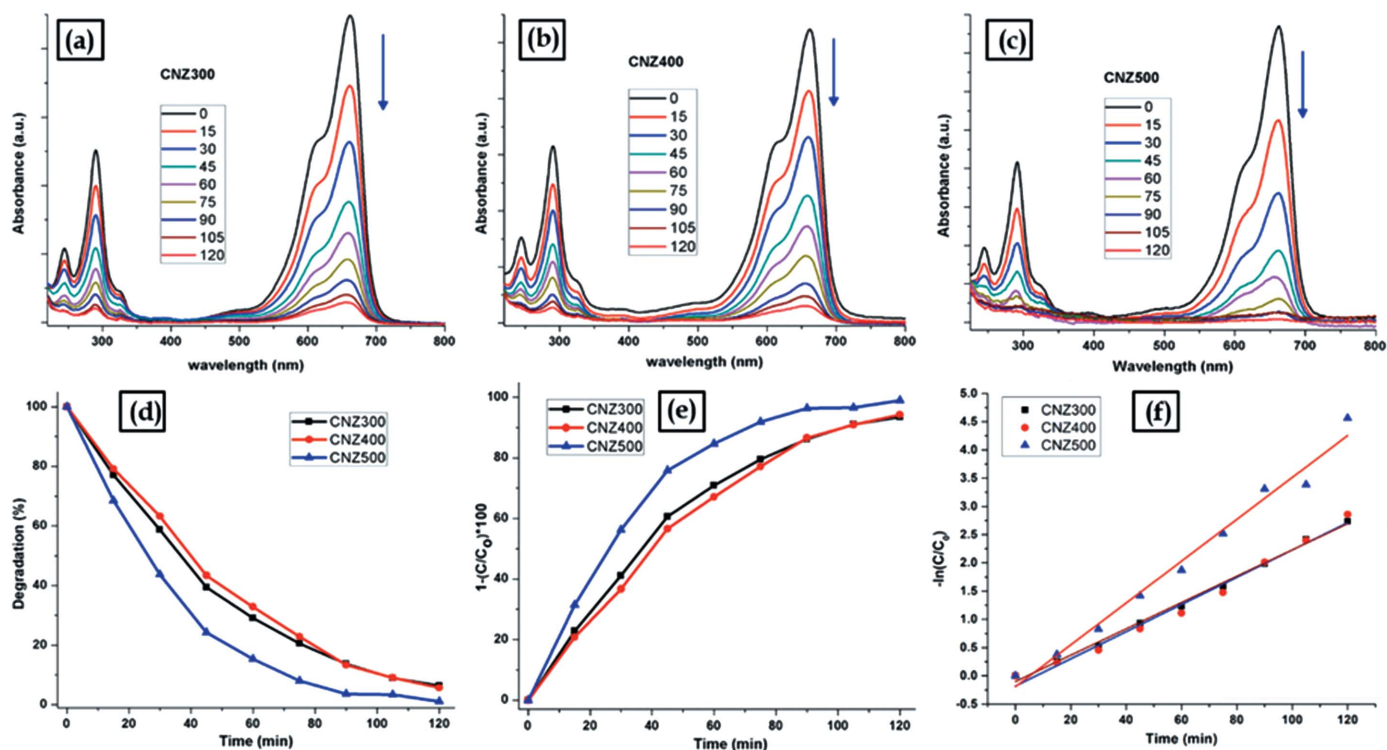 (a)
CNZ300
0
15
30
45
60
75
90
105
120
Absorbance (a.u.)
300 400 500 600 700 800
wavelength (nm)
(b)
CNZ400
0
15
30
45
60
75
90
105
120
Absorbance (a.u.)
300 400 500 600 700 800
wavelength (nm)
(c)
CNZ500
0
15
30
45
60
75
90
105
120
Absorbance (a.u.)
300 400 500 600 700 800
Wavelength (nm)
(d)
CNZ300
CNZ400
CNZ500
Degradation (%)
100
80
60
40
20
0
0 20 40 60 80 100 120
Time (min)
(e)
CNZ300
CNZ400
CNZ500
1-(C/C₀)*100
100
80
60
40
20
0
0 20 40 60 80 100 120
Time (min)
(f)
CNZ300
CNZ400
CNZ500
-ln(C/C₀)
5.0
4.5
4.0
3.5
3.0
2.5
2.0
1.5
1.0
0.5
0.0
-0.5
0 20 40 60 80 100 120
Time (min)